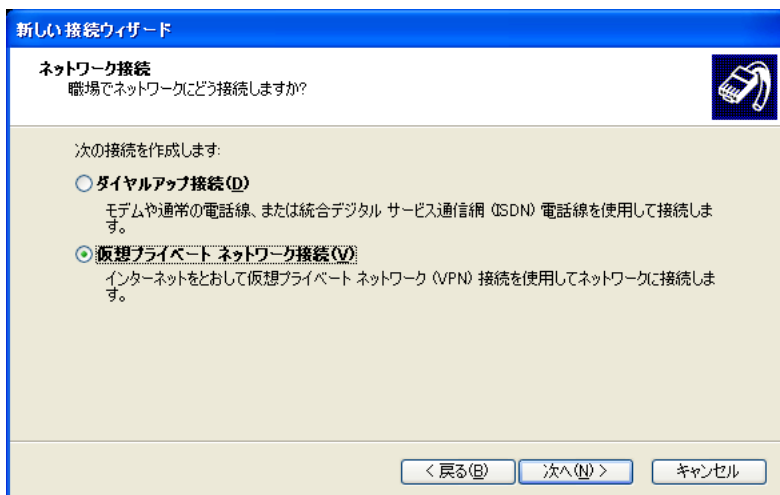 新しい接続ウィザード
ネットワーク接続
職場でネットワークにどう接続しますか?
次の接続を作成します:
ダイヤルアップ接続(D)
モデムや通常の電話線、または統合デジタル サービス通信網 (ISDN) 電話線を使用して接続しま
す。
仮想プライベート ネットワーク接続(V)
インターネットをとおして仮想プライベート ネットワーク (VPN) 接続を使用してネットワークに接続しま
す。
< 戻る(B)
次へ(N) >
キャンセル